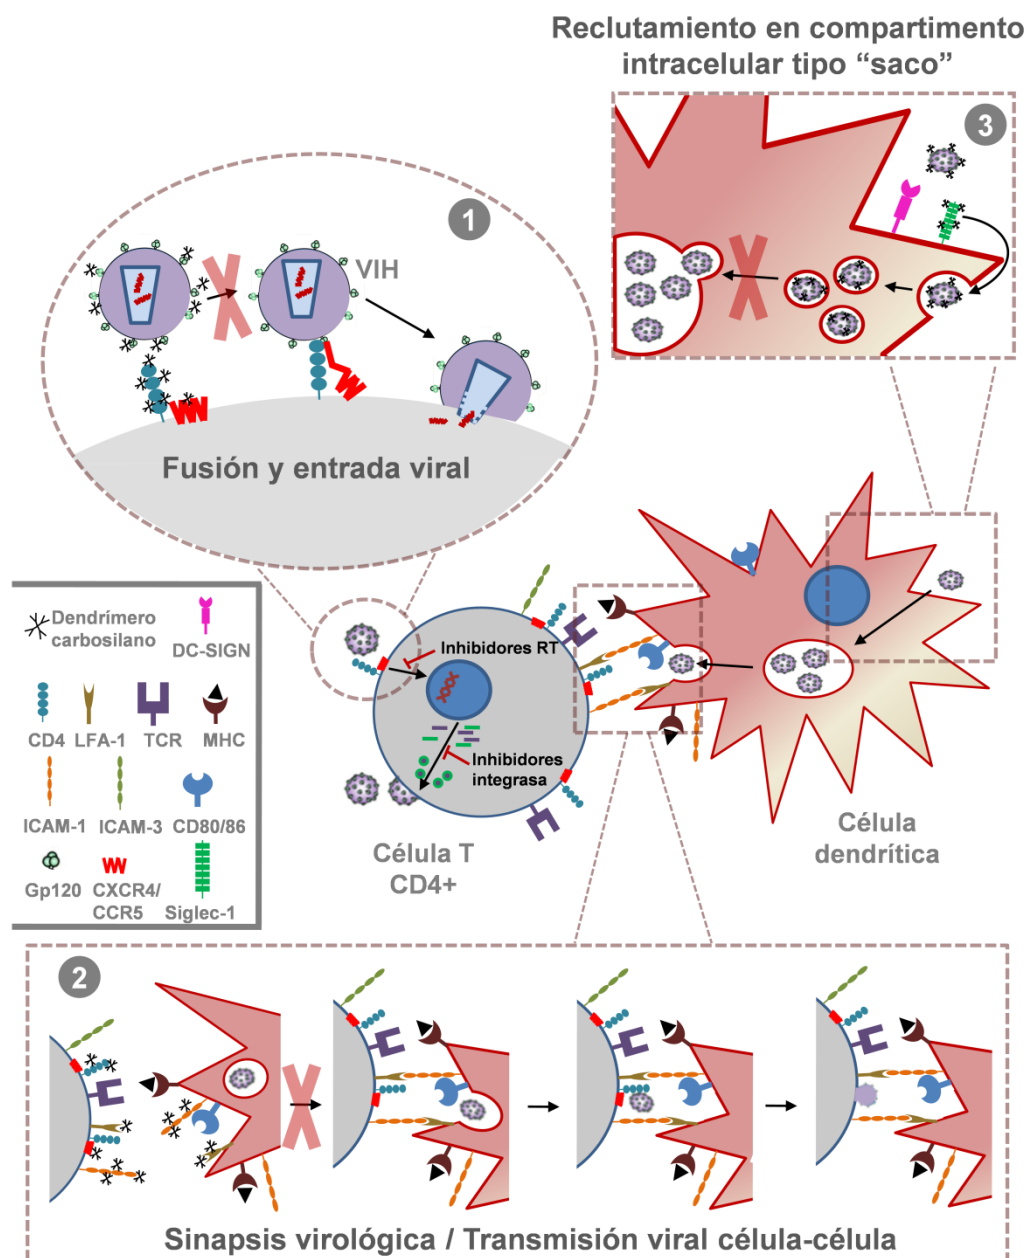 Reclutamiento en compartimento
intracelular tipo “saco”
3
1
VIH
Fusión y entrada viral
Dendrímero
carbosilano
DC-SIGN
CD4
LFA-1
TCR
MHC
ICAM-1
ICAM-3
CD80/86
Gp120
CXCR4/
CCR5
Siglec-1
Inhibidores RT
Inhibidores
integrasa
Célula T
CD4+
Célula
dendrítica
2
Sinapsis virológica / Transmisión viral célula-célula